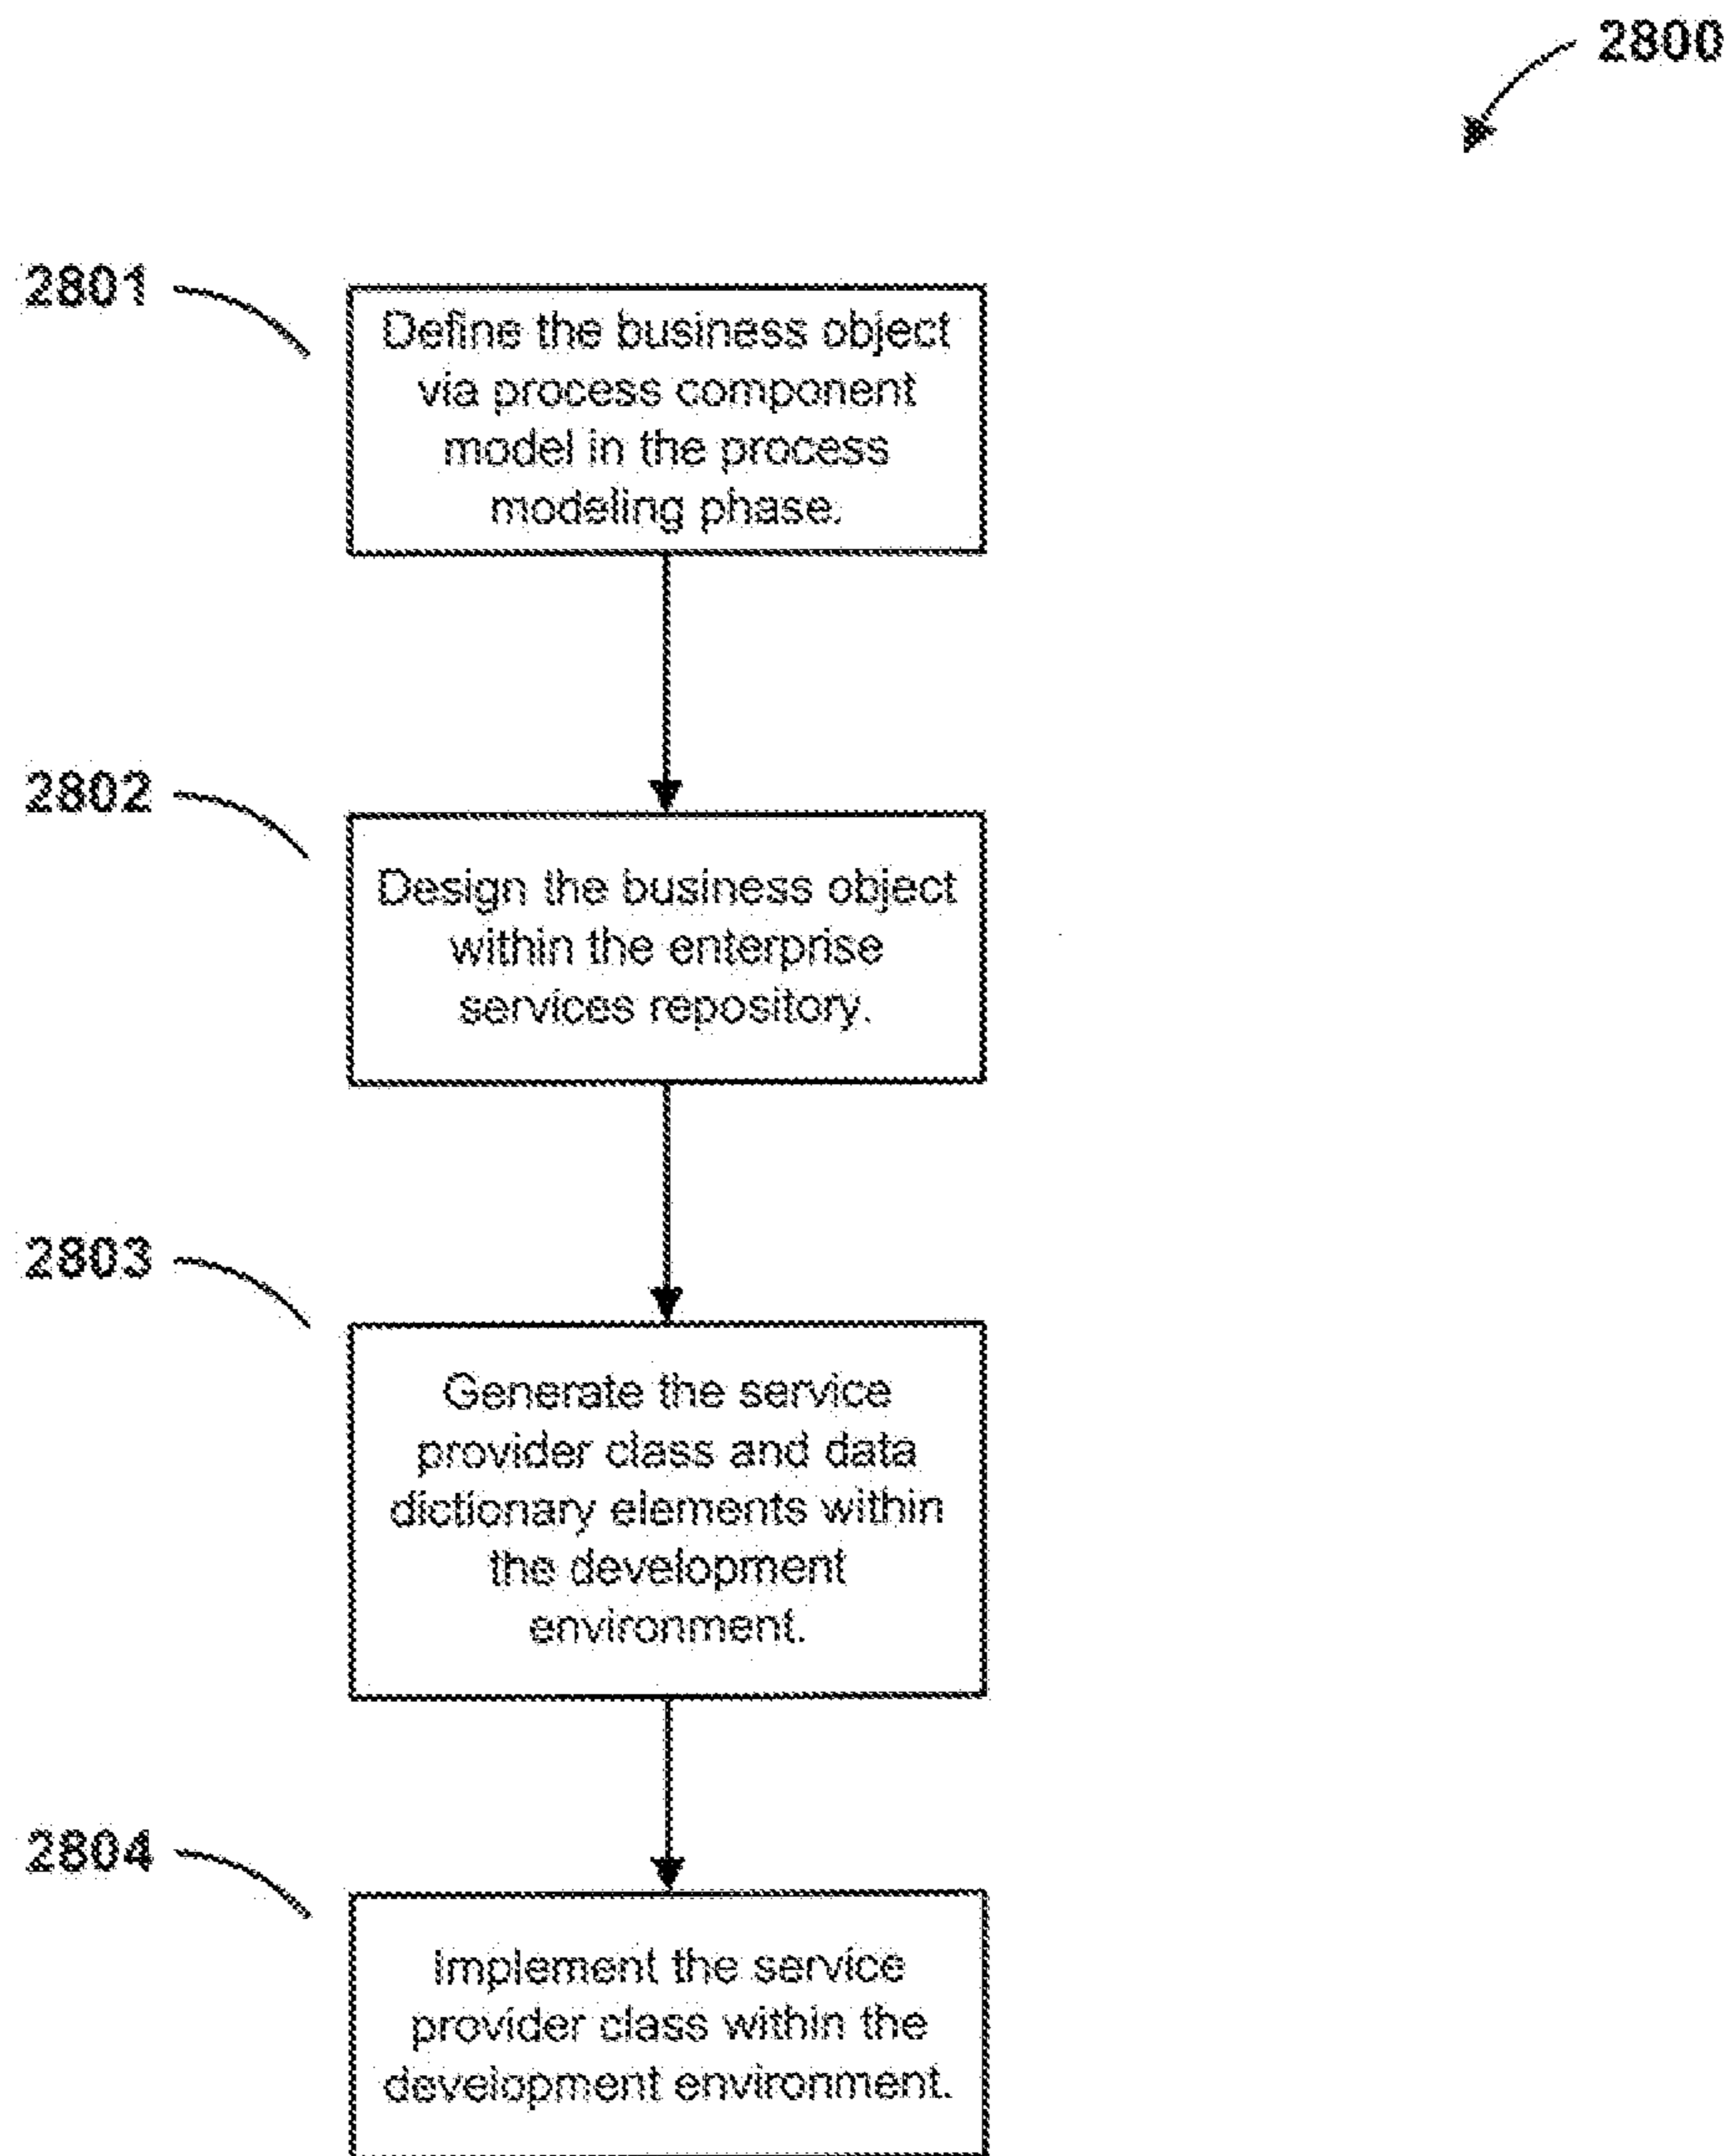 2800
2801
Define the business object
via process component
model in the process
modeling phase.
2802
Design the business object
within the enterprise
services repository.
2803
Generate the service
provider class and data
dictionary elements within
the development
environment.
2804
Implement the service
provider class within the
development environment.